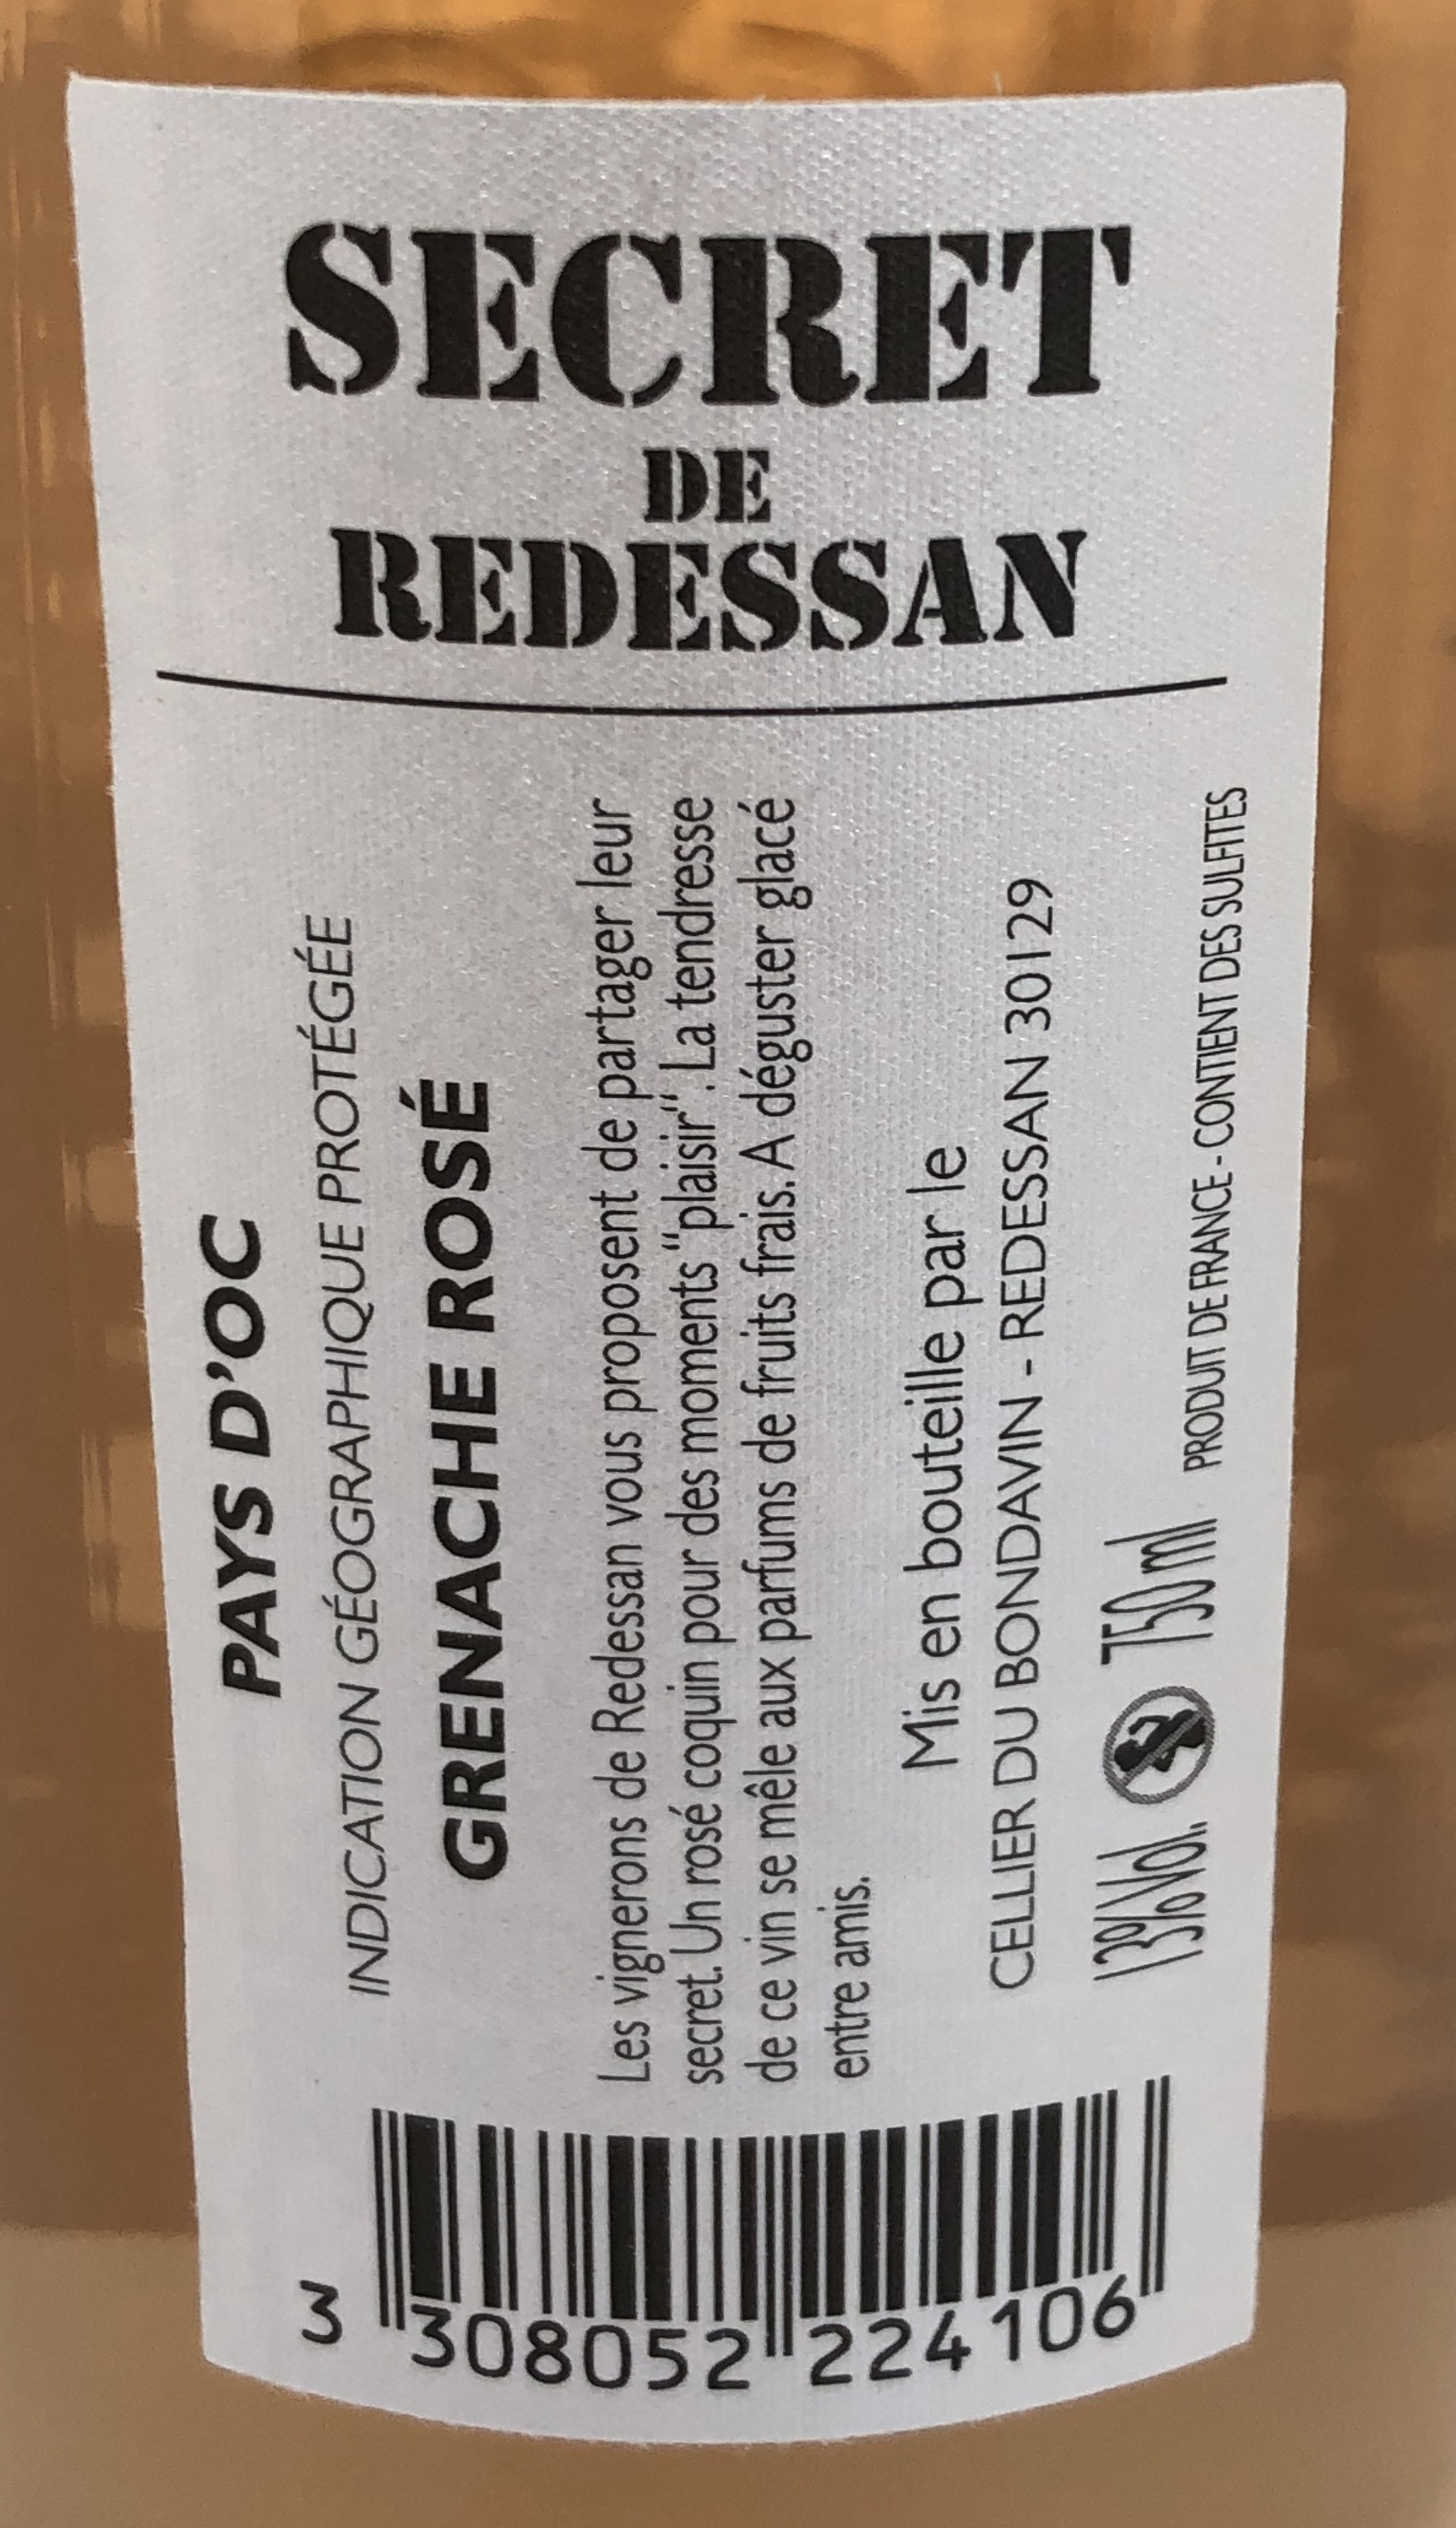 SECRET
DE
REDESSAN
PAYS D'OC
INDICATION GÉOGRAPHIQUE PROTÉGÉE
GRENACHE ROSÉ
Les vignerons de Redessan vous proposent de partager leur
secret. Un rosé coquin pour des moments "plaisir". La tendresse
de ce vin se mêle aux parfums de fruits frais. A déguster glacé
entre amis.
Mis en bouteille par le
CELLIER DU BONDAVIN - REDESSAN 30129
13%Vol. 750ml PRODUIT DE FRANCE - CONTIENT DES SULFITES
3 308052 224106